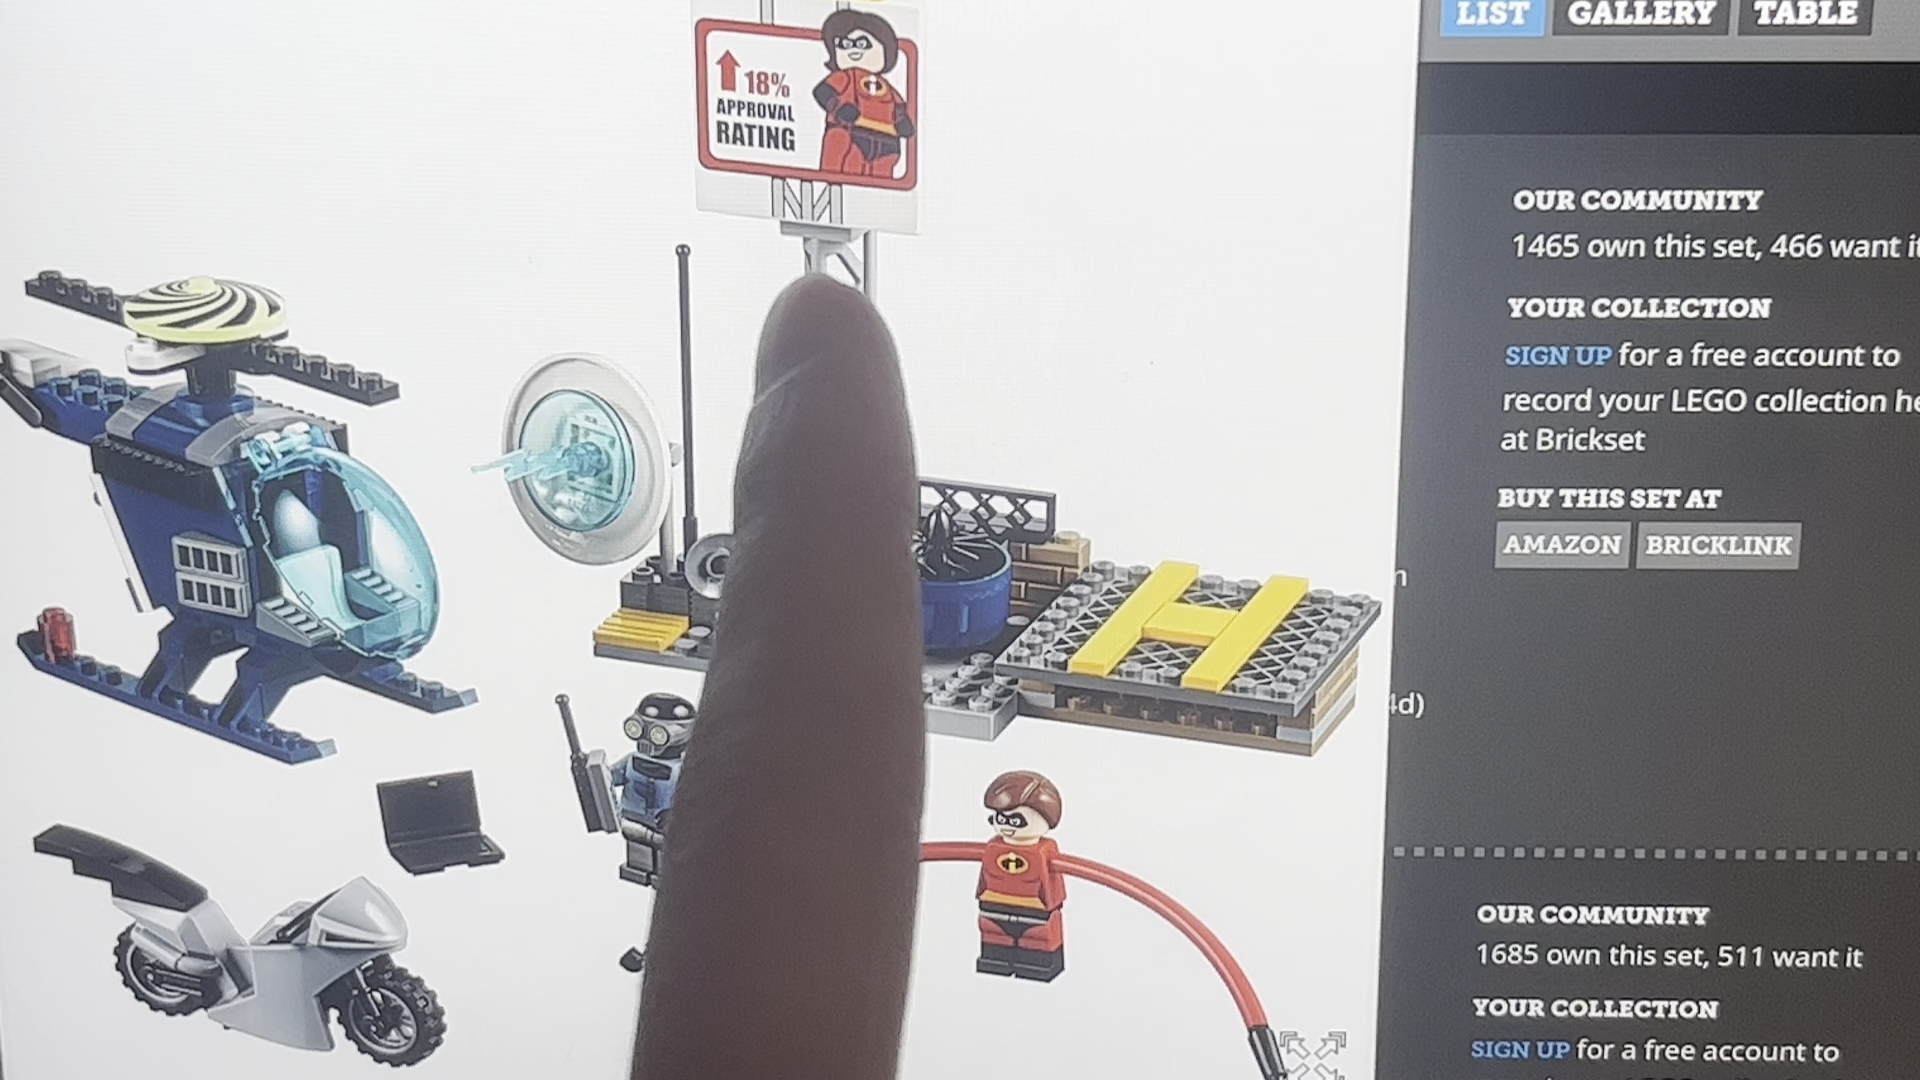 LIST GALLERY TABLE
18%
APPROVAL
RATING
OUR COMMUNITY
1465 own this set, 466 want it
YOUR COLLECTION
SIGN UP for a free account to
record your LEGO collection he
at Brickset
BUY THIS SET AT
AMAZON BRICKLINK
n
4d)
H
OUR COMMUNITY
1685 own this set, 511 want it
YOUR COLLECTION
SIGN UP for a free account to